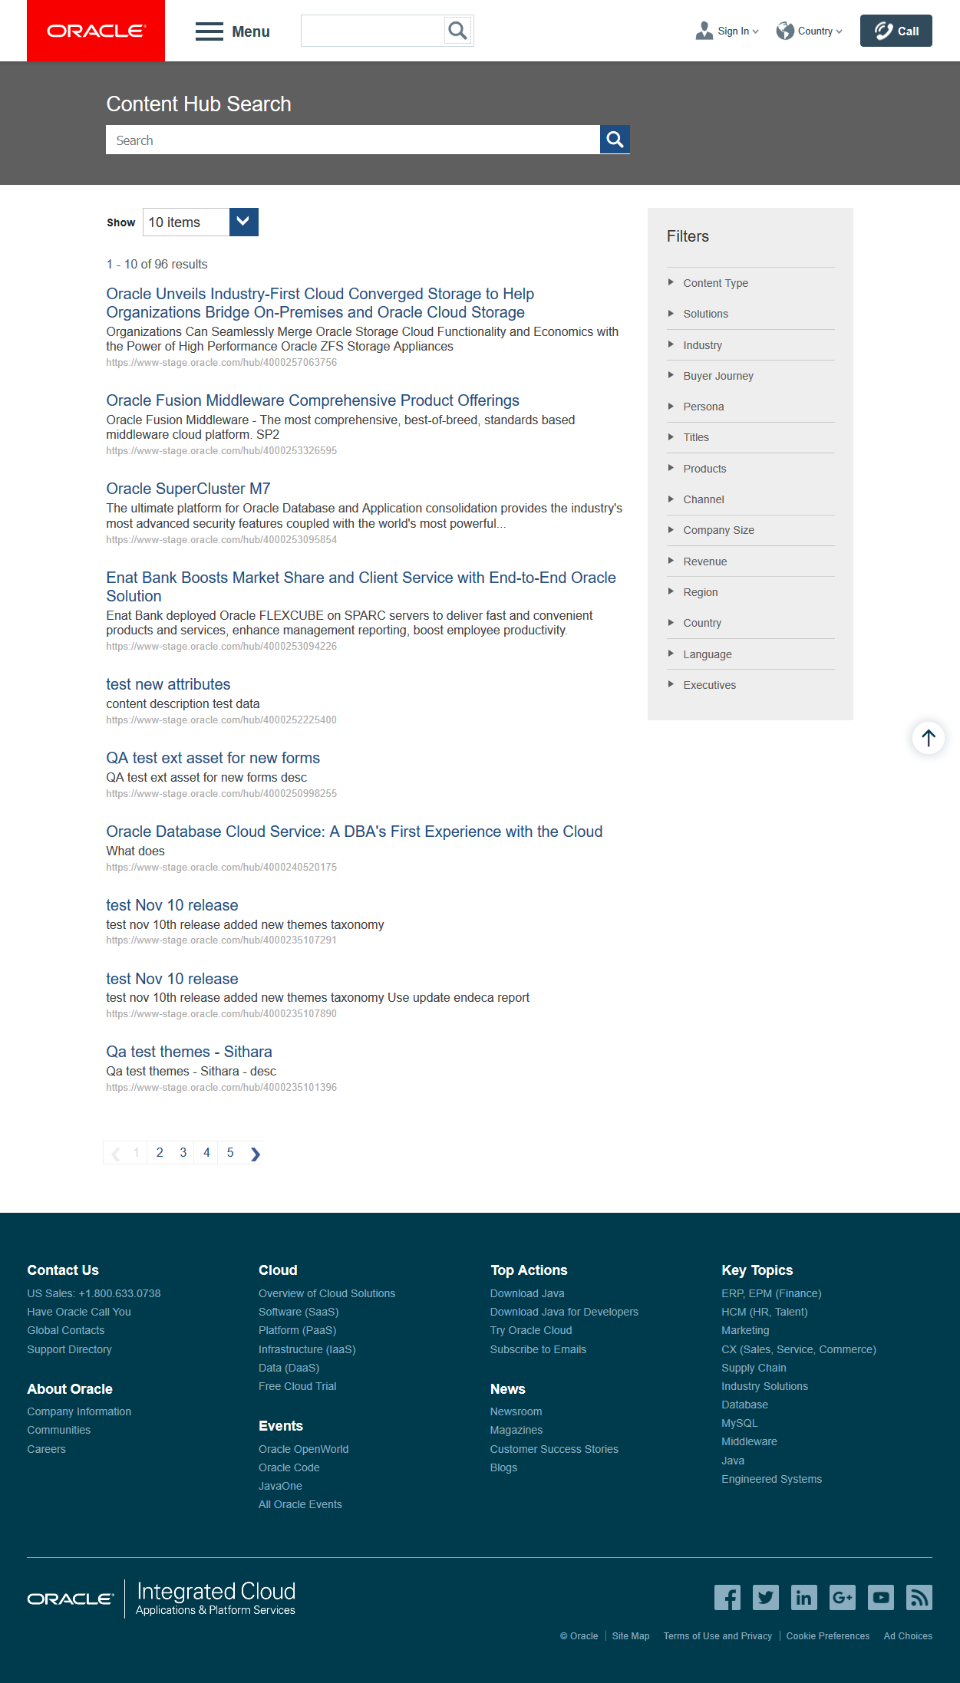 ORACLE
Menu
Sign In
Country
Call
Content Hub Search
Search
Show
10 items
1 - 10 of 96 results
Oracle Unveils Industry-First Cloud Converged Storage to Help
Organizations Bridge On-Premises and Oracle Cloud Storage
Organizations Can Seamlessly Merge Oracle Storage Cloud Functionality and Economics with
the Power of High Performance Oracle ZFS Storage Appliances
https://www-stage.oracle.com/hub/4000257063756
Oracle Fusion Middleware Comprehensive Product Offerings
Oracle Fusion Middleware - The most comprehensive, best-of-breed, standards based
middleware cloud platform. SP2
https://www-stage.oracle.com/hub/4000253326595
Oracle SuperCluster M7
The ultimate platform for Oracle Database and Application consolidation provides the industry's
most advanced security features coupled with the world's most powerful...
https://www-stage.oracle.com/hub/4000253095854
Enat Bank Boosts Market Share and Client Service with End-to-End Oracle
Solution
Enat Bank deployed Oracle FLEXCUBE on SPARC servers to deliver fast and convenient
products and services, enhance management reporting, boost employee productivity.
https://www-stage.oracle.com/hub/4000253094226
test new attributes
content description test data
https://www-stage.oracle.com/hub/4000252225400
QA test ext asset for new forms
QA test ext asset for new forms desc
https://www-stage.oracle.com/hub/4000250998255
Oracle Database Cloud Service: A DBA's First Experience with the Cloud
What does
https://www-stage.oracle.com/hub/4000240520175
test Nov 10 release
test nov 10th release added new themes taxonomy
https://www-stage.oracle.com/hub/4000235107291
test Nov 10 release
test nov 10th release added new themes taxonomy Use update endeca report
https://www-stage.oracle.com/hub/4000235107890
Qa test themes - Sithara
Qa test themes - Sithara - desc
https://www-stage.oracle.com/hub/4000235101396
1 2 3 4 5
Filters
Content Type
Solutions
Industry
Buyer Journey
Persona
Titles
Products
Channel
Company Size
Revenue
Region
Country
Language
Executives
Contact Us
US Sales: +1.800.633.0738
Have Oracle Call You
Global Contacts
Support Directory
About Oracle
Company Information
Communities
Careers
Cloud
Overview of Cloud Solutions
Software (SaaS)
Platform (PaaS)
Infrastructure (IaaS)
Data (DaaS)
Free Cloud Trial
Events
Oracle OpenWorld
Oracle Code
JavaOne
All Oracle Events
Top Actions
Download Java
Download Java for Developers
Try Oracle Cloud
Subscribe to Emails
News
Newsroom
Magazines
Customer Success Stories
Blogs
Key Topics
ERP, EPM (Finance)
HCM (HR, Talent)
Marketing
CX (Sales, Service, Commerce)
Supply Chain
Industry Solutions
Database
MySQL
Middleware
Java
Engineered Systems
ORACLE
Integrated Cloud
Applications & Platform Services
© Oracle
Site Map
Terms of Use and Privacy
Cookie Preferences
Ad Choices